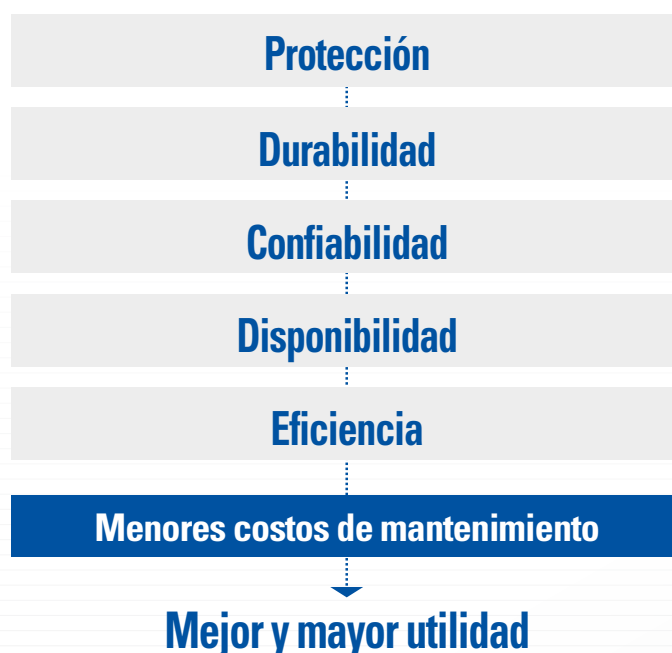 Protección
Durabilidad
Confiabilidad
Disponibilidad
Eficiencia
Menores costos de mantenimiento
Mejor y mayor utilidad